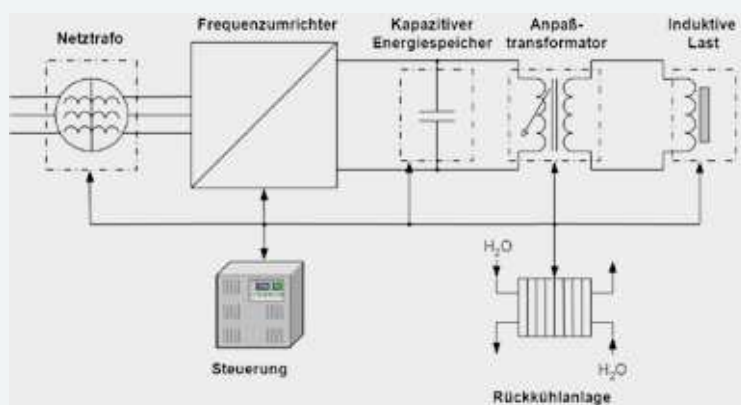 Netztrafo
Frequenzumrichter
Kapazitiver
Energiespeicher
Anpaß-
transformator
Induktive
Last
H₂O
H₂O
Steuerung
Rückkühlanlage